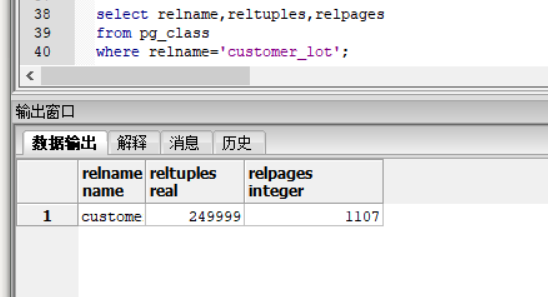 38 select relname,reltuples,relpages
39 from pg_class
40 where relname='customer_lot';
输出窗口
数据输出 解释 消息 历史
relname reltuples relpages
name real integer
1 custome 249999 1107